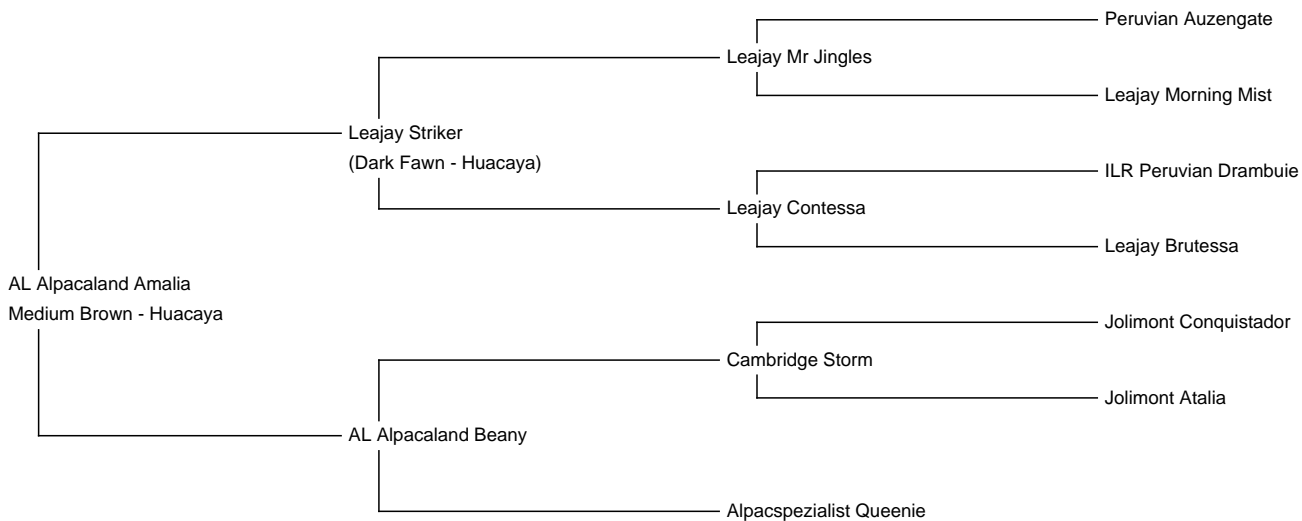 Peruvian Auzengate
Leajay Mr Jingles
Leajay Morning Mist
Leajay Striker
(Dark Fawn - Huacaya)
ILR Peruvian Drambuie
Leajay Contessa
Leajay Brutessa
AL Alpacaland Amalia
Medium Brown - Huacaya
Jolimont Conquistador
Cambridge Storm
Jolimont Atalia
AL Alpacaland Beany
Alpacspezialist Queenie